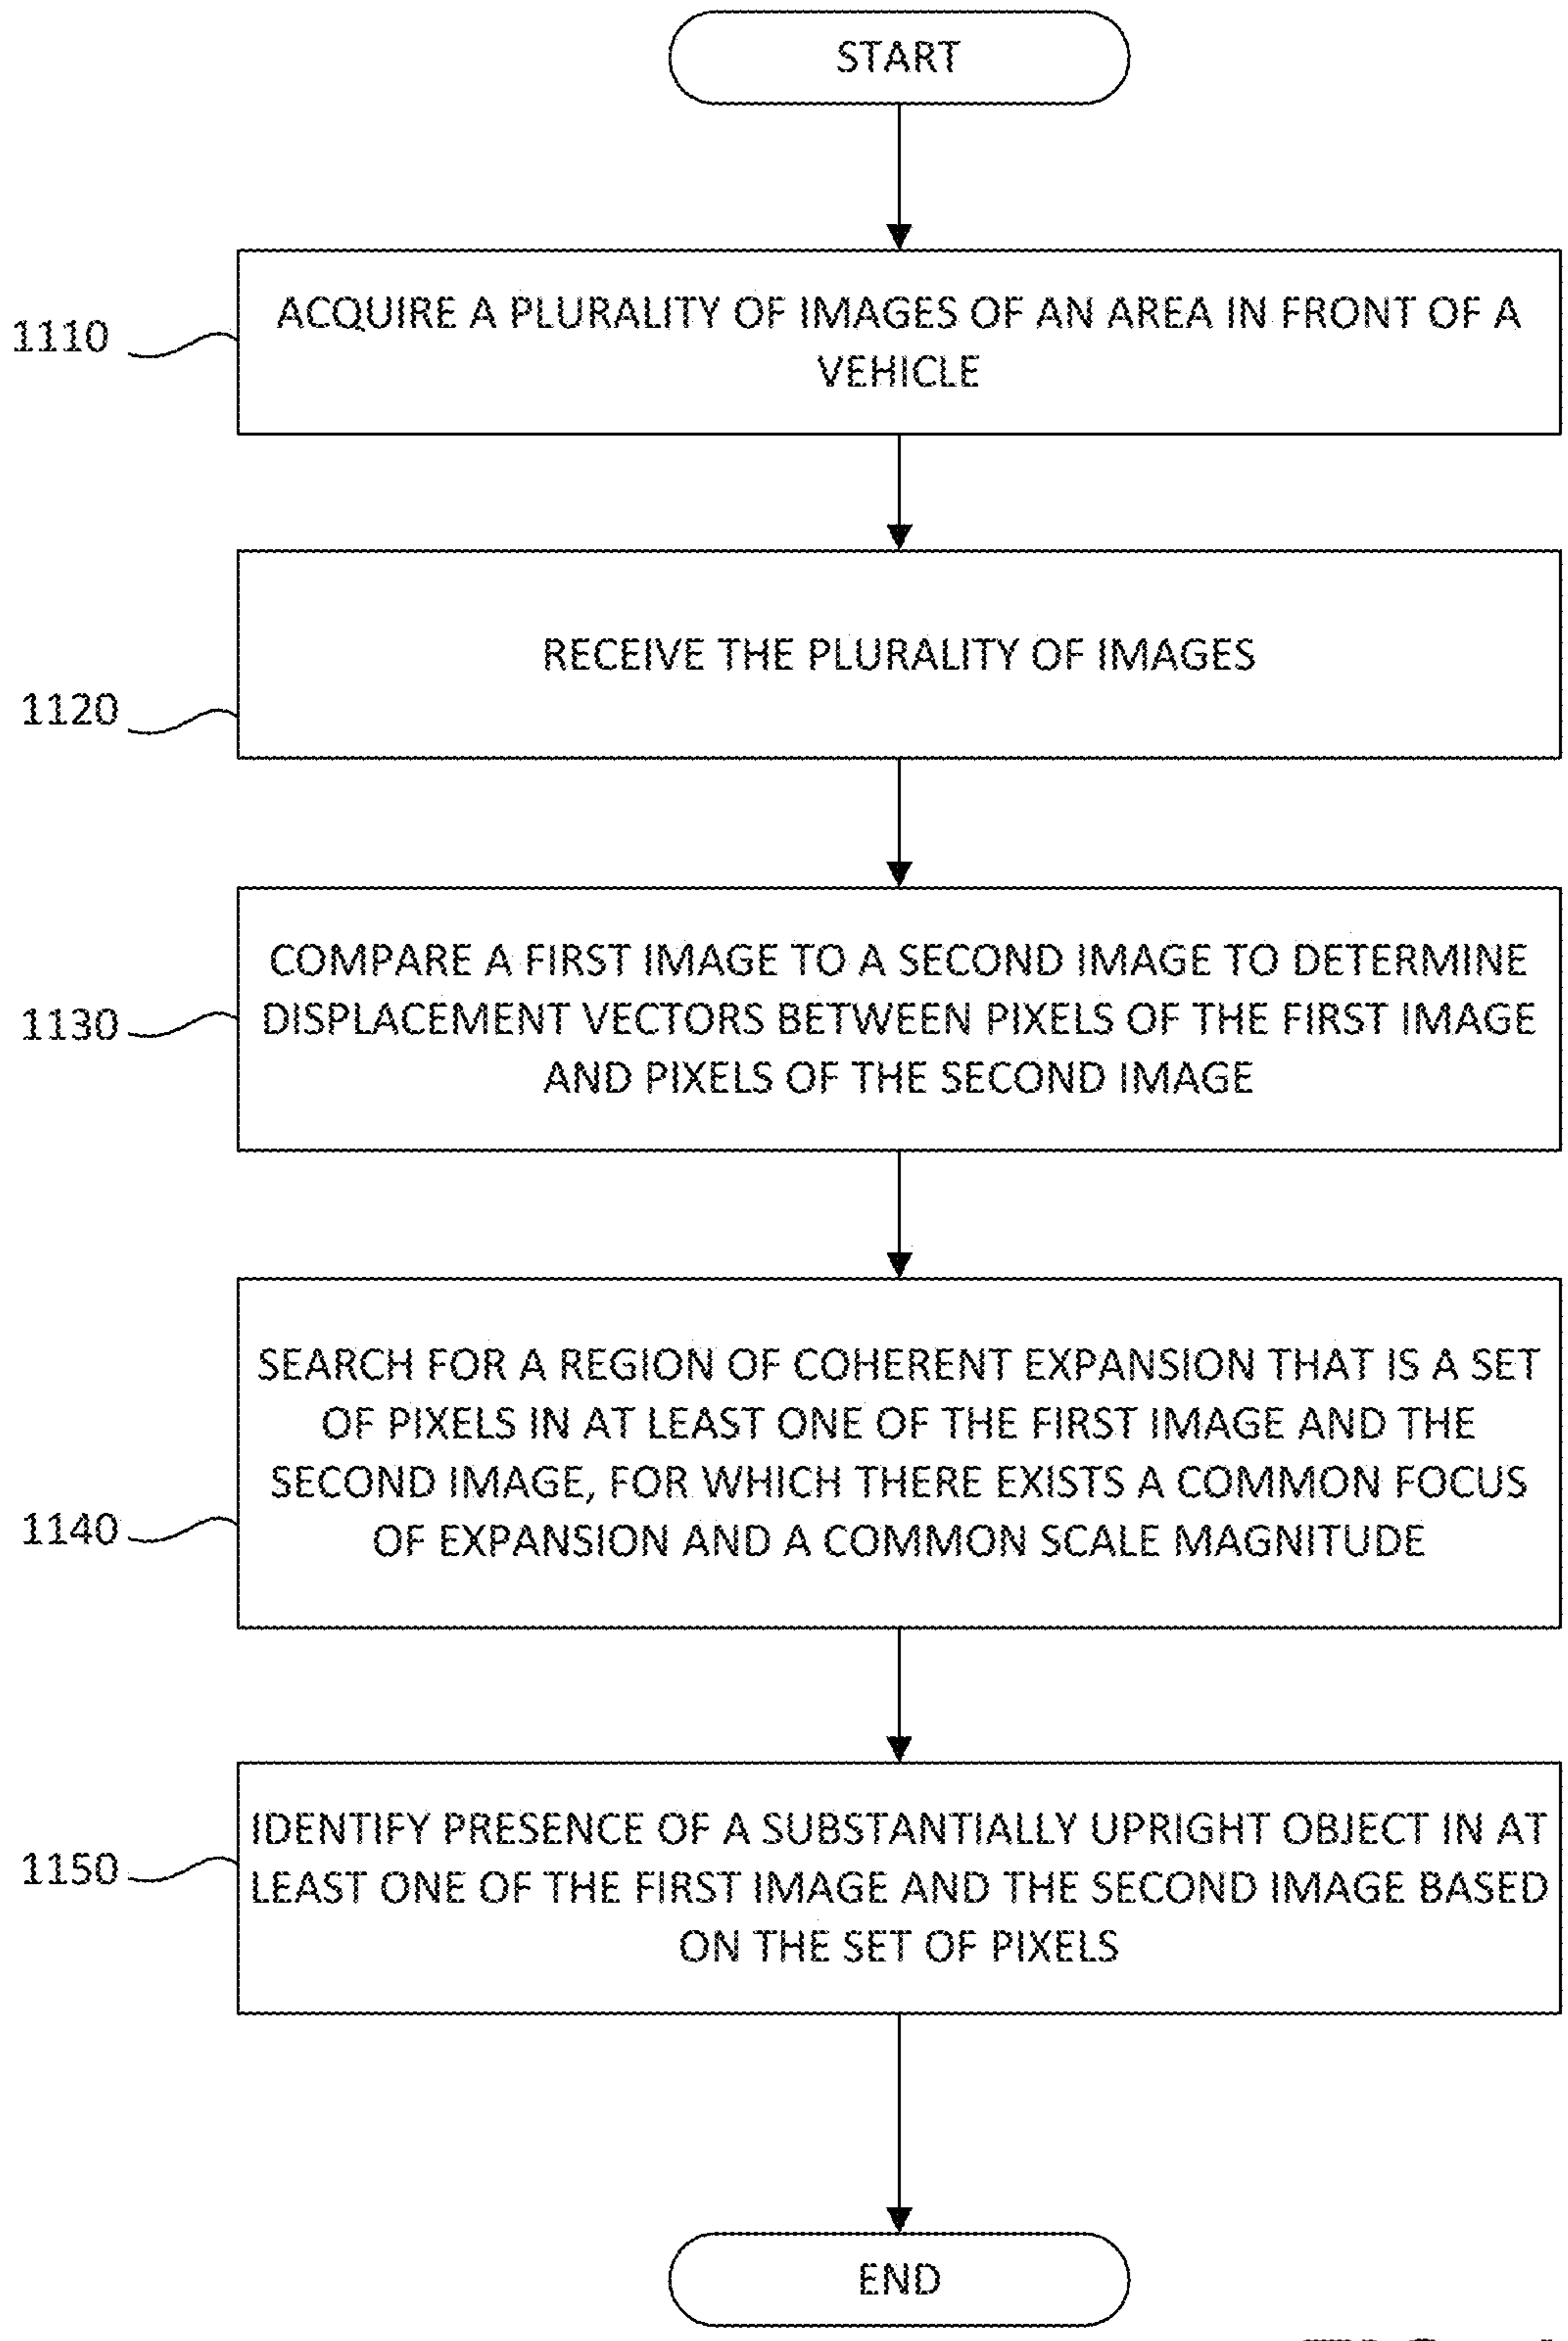 START
ACQUIRE A PLURALITY OF IMAGES OF AN AREA IN FRONT OF A
VEHICLE
1110
RECEIVE THE PLURALITY OF IMAGES
1120
COMPARE A FIRST IMAGE TO A SECOND IMAGE TO DETERMINE
DISPLACEMENT VECTORS BETWEEN PIXELS OF THE FIRST IMAGE
AND PIXELS OF THE SECOND IMAGE
1130
SEARCH FOR A REGION OF COHERENT EXPANSION THAT IS A SET
OF PIXELS IN AT LEAST ONE OF THE FIRST IMAGE AND THE
SECOND IMAGE, FOR WHICH THERE EXISTS A COMMON FOCUS
OF EXPANSION AND A COMMON SCALE MAGNITUDE
1140
IDENTIFY PRESENCE OF A SUBSTANTIALLY UPRIGHT OBJECT IN AT
LEAST ONE OF THE FIRST IMAGE AND THE SECOND IMAGE BASED
ON THE SET OF PIXELS
1150
END